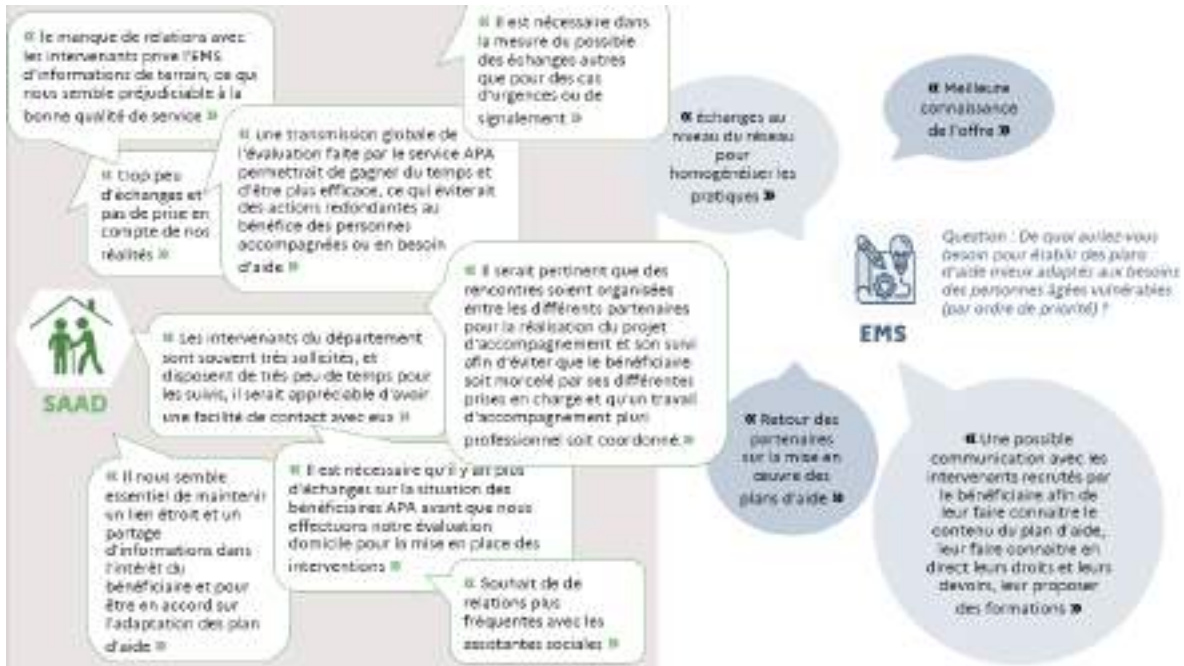 « le manque de relations avec
les intervenants prive l'EMS
d'informations de terrain, ce qui
nous semble préjudiciable à la
bonne qualité de service »
« Il est nécessaire dans
la mesure du possible
des échanges autres
que pour des cas
d'urgences ou de
signalement »
« trop peu
d'échanges et
pas de prise en
compte de nos
réalités »
« une transmission globale de
l'évaluation faite par le service APA
permettrait de gagner du temps et
d'être plus efficace, ce qui éviterait
des actions redondantes au
bénéfice des personnes
accompagnées ou en besoin
d'aide »
SAAD
« Les intervenants du département
sont souvent très sollicités, et
disposent de très peu de temps pour
les suivis, il serait appréciable d'avoir
une facilité de contact avec eux »
« Il serait pertinent que des
rencontres soient organisées
entre les différents partenaires
pour la réalisation du projet
d'accompagnement et son suivi
afin d'éviter que le bénéficiaire
soit morcelé par ses différentes
prises en charge et qu'un travail
d'accompagnement pluri
professionnel soit coordonné.»
« Il nous semble
essentiel de maintenir
un lien étroit et un
partage
d'informations dans
l'intérêt du
bénéficiaire et pour
être en accord sur
l'adaptation des plan
d'aide »
« Il est nécessaire qu'il y ait plus
d'échanges sur la situation des
bénéficiaires APA avant que nous
effectuons notre évaluation
domicile pour la mise en place des
interventions »
« Souhait de de
relations plus
fréquentes avec les
assistantes sociales »
« échanges au
niveau du réseau
pour
homogénéiser les
pratiques »
« Meilleure
connaissance
de l'offre »
EMS
Question : De quoi auriez-vous
besoin pour établir des plans
d'aide mieux adaptés aux besoins
des personnes âgées vulnérables
(par ordre de priorité) ?
« Retour des
partenaires
sur la mise en
œuvre des
plans d'aide »
« Une possible
communication avec les
intervenants recrutés par
le bénéficiaire afin de
leur faire connaitre le
contenu du plan d'aide,
leur faire connaitre en
direct leurs droits et leurs
devoirs, leur proposer
des formations »